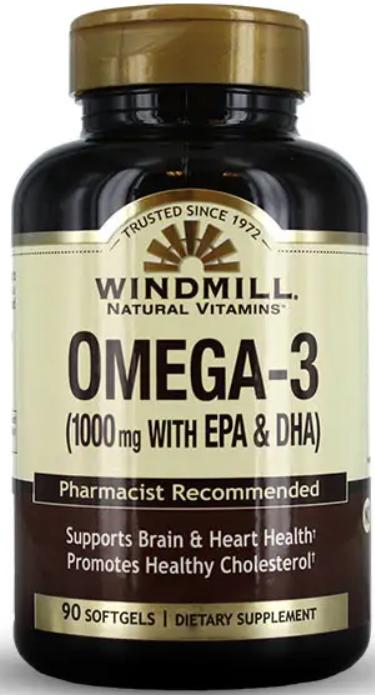 TRUSTED SINCE 1972
WINDMILL®
NATURAL VITAMINS™
OMEGA-3
(1000 mg WITH EPA & DHA)
Pharmacist Recommended
Supports Brain & Heart Health†
Promotes Healthy Cholesterol†
90 SOFTGELS | DIETARY SUPPLEMENT